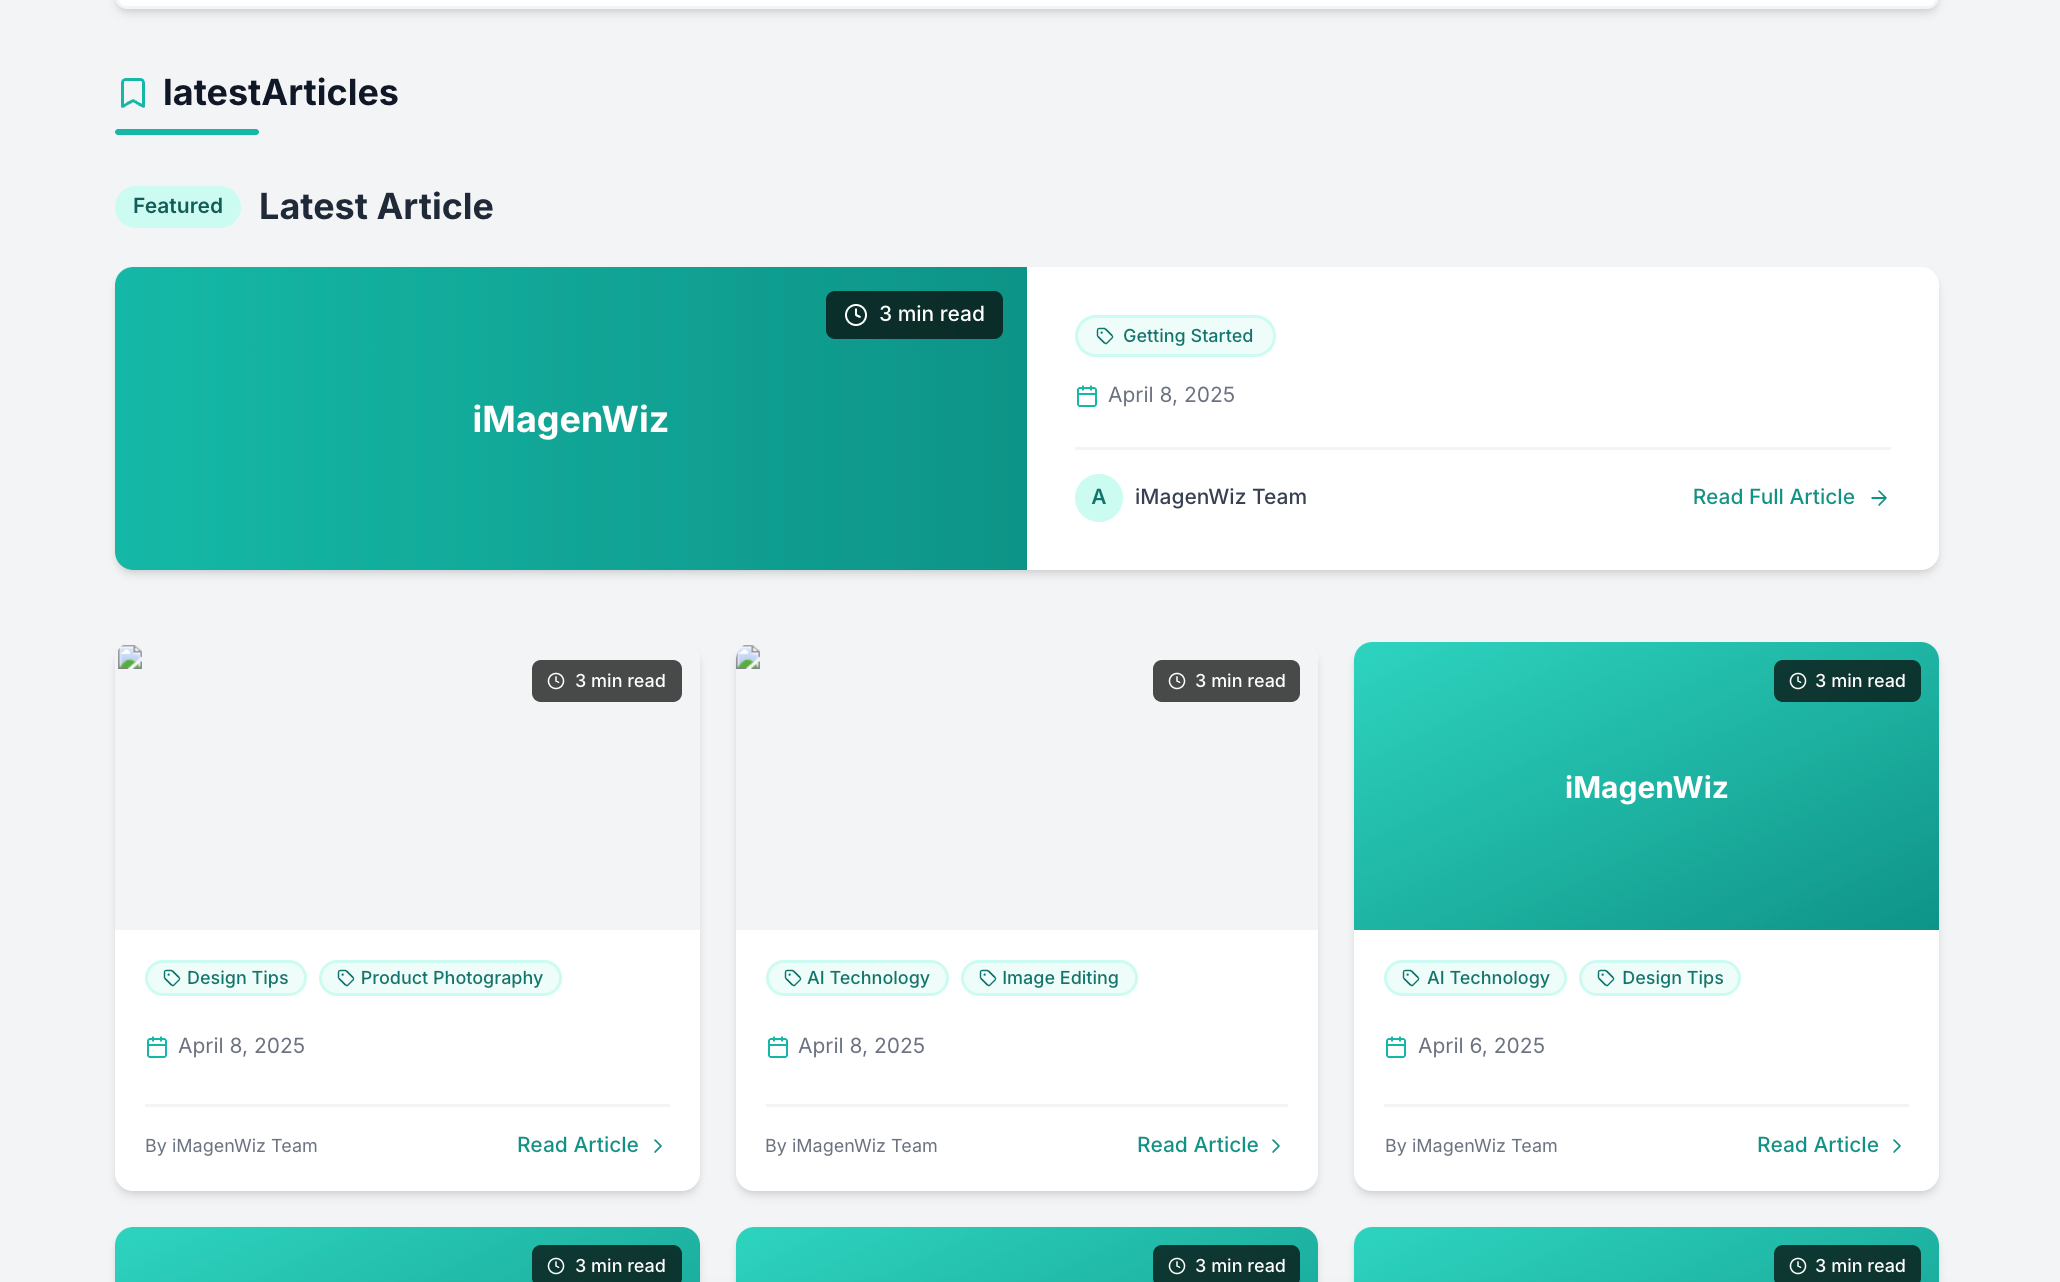 latestArticles
Featured
Latest Article
3 min read
iMagenWiz
Getting Started
April 8, 2025
A
iMagenWiz Team
Read Full Article
3 min read
3 min read
3 min read
iMagenWiz
Design Tips
Product Photography
AI Technology
Image Editing
AI Technology
Design Tips
April 8, 2025
April 8, 2025
April 6, 2025
By iMagenWiz Team
Read Article
By iMagenWiz Team
Read Article
By iMagenWiz Team
Read Article
3 min read
3 min read
3 min read